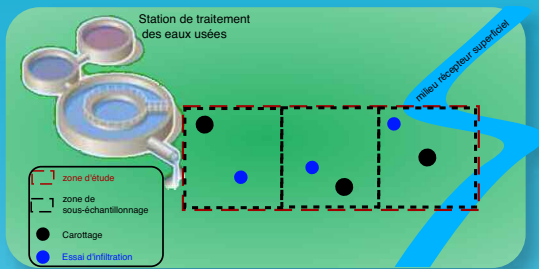 Station de traitement
des eaux usées
milieu récepteur superficiel
zone d'étude
zone de
sous-échantillonnage
Carottage
Essai d'infiltration